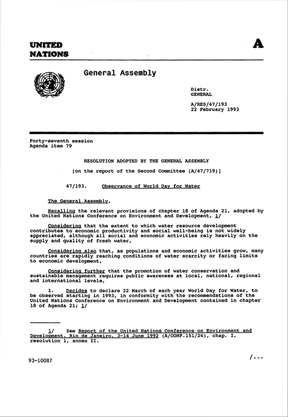 UNITED
NATIONS
A
General Assembly
Distr.
GENERAL
A/RES/47/193
22 February 1993
Forty-seventh session
Agenda item 79
RESOLUTION ADOPTED BY THE GENERAL ASSEMBLY
[on the report of the Second Committee (A/47/719)]
47/193. Observance of World Day for Water
The General Assembly,
Recalling the relevant provisions of chapter 18 of Agenda 21, adopted by
the United Nations Conference on Environment and Development, 1/
Considering that the extent to which water resource development
contributes to economic productivity and social well-being is not widely
appreciated, although all social and economic activities rely heavily on the
supply and quality of fresh water,
Considering also that, as populations and economic activities grow, many
countries are rapidly reaching conditions of water scarcity or facing limits
to economic development,
Considering further that the promotion of water conservation and
sustainable management requires public awareness at local, national, regional
and international levels,
1. Decides to declare 22 March of each year World Day for Water, to
be observed starting in 1993, in conformity with the recommendations of the
United Nations Conference on Environment and Development contained in chapter
18 of Agenda 21; 1/
1/ See Report of the United Nations Conference on Environment and
Development, Rio de Janeiro, 3-14 June 1992 (A/CONF.151/26), chap. I,
resolution 1, annex II.
93-10087
/...